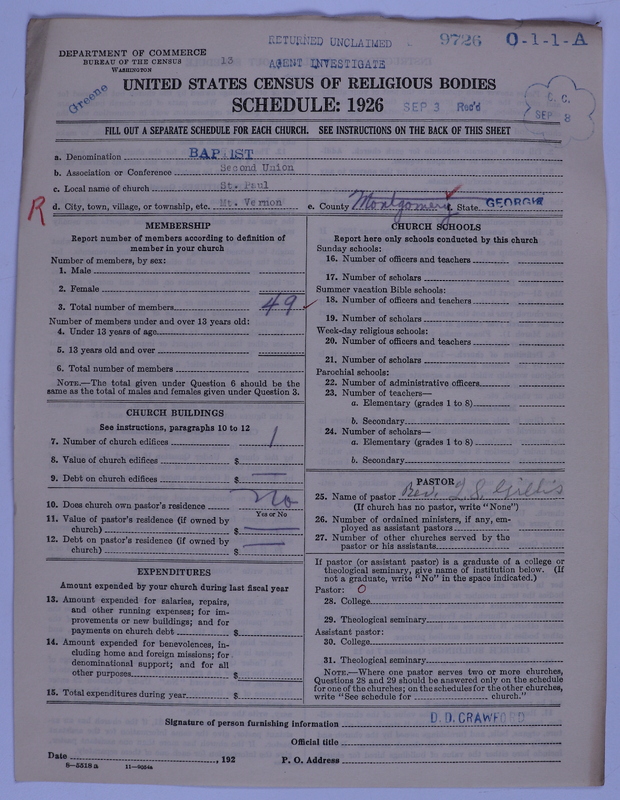 RETURNED UNCLAIMED
9726 0-1-1-A
DEPARTMENT OF COMMERCE
BUREAU OF THE CENSUS
WASHINGTON
13
AGENT INVESTIGATE
Greene
UNITED STATES CENSUS OF RELIGIOUS BODIES
SCHEDULE: 1926
SEP 3 Rec'd
C. C.
SEP 8
FILL OUT A SEPARATE SCHEDULE FOR EACH CHURCH. SEE INSTRUCTIONS ON THE BACK OF THIS SHEET
a. Denomination BAPTIST
b. Association or Conference Second Union
c. Local name of church St. Paul
R
d. City, town, village, or township, etc. Mt. Vernon e. County Montgomery f. State GEORGIA
MEMBERSHIP
Report number of members according to definition of
member in your church
Number of members, by sex:
1. Male
2. Female
3. Total number of members 49
Number of members under and over 13 years old:
4. Under 13 years of age
5. 13 years old and over
6. Total number of members
NOTE.—The total given under Question 6 should be the
same as the total of males and females given under Question 3.
CHURCH BUILDINGS
See instructions, paragraphs 10 to 12
7. Number of church edifices 1
8. Value of church edifices $
9. Debt on church edifices $
10. Does church own pastor's residence No
Yes or No
11. Value of pastor's residence (if owned by
church) $
12. Debt on pastor's residence (if owned by
church) $
EXPENDITURES
Amount expended by your church during last fiscal year
13. Amount expended for salaries, repairs,
and other running expenses; for im-
provements or new buildings; and for
payments on church debt $
14. Amount expended for benevolences, in-
cluding home and foreign missions; for
denominational support; and for all
other purposes $
15. Total expenditures during year $
CHURCH SCHOOLS
Report here only schools conducted by this church
Sunday schools:
16. Number of officers and teachers
17. Number of scholars
Summer vacation Bible schools:
18. Number of officers and teachers
19. Number of scholars
Week-day religious schools:
20. Number of officers and teachers
21. Number of scholars
Parochial schools:
22. Number of administrative officers
23. Number of teachers—
a. Elementary (grades 1 to 8)
b. Secondary
24. Number of scholars—
a. Elementary (grades 1 to 8)
b. Secondary
PASTOR
25. Name of pastor Rev. L. S. Gillis
(If church has no pastor, write "None")
26. Number of ordained ministers, if any, em-
ployed as assistant pastors
27. Number of other churches served by the
pastor or his assistants
If pastor (or assistant pastor) is a graduate of a college or
theological seminary, give name of institution below. (If
not a graduate, write "No" in the space indicated.)
Pastor: O
28. College
29. Theological seminary
Assistant pastor:
30. College
31. Theological seminary
NOTE.—Where one pastor serves two or more churches,
Questions 28 and 29 should be answered only on the schedule
for one of the churches; on the schedules for the other churches,
write "See schedule for church."
Signature of person furnishing information D. D. CRAWFORD
Official title
Date , 192 P. O. Address
8—5518 a 11—9054a